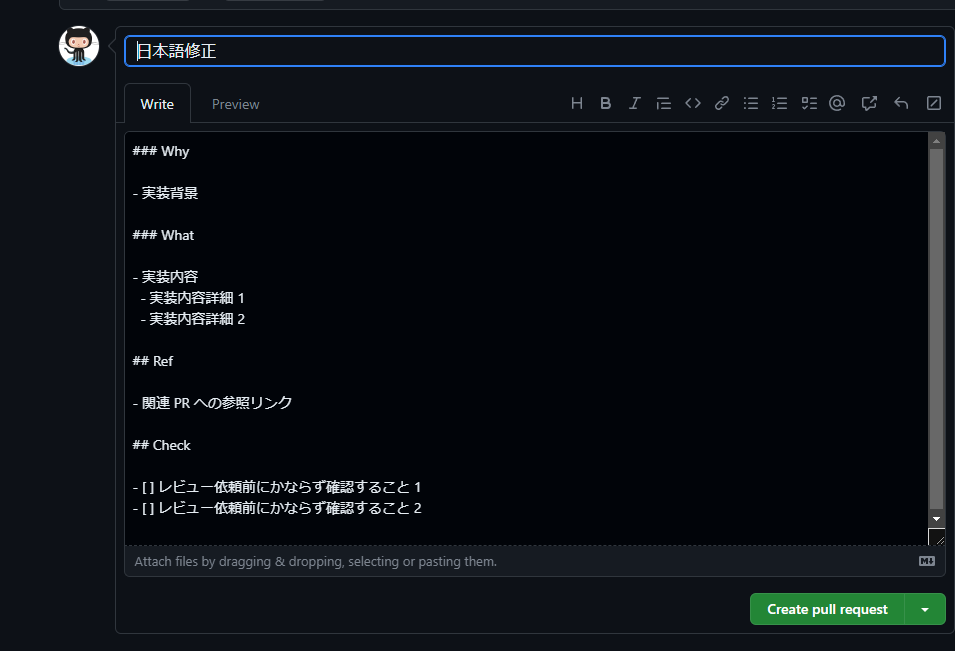 日本語修正
Write Preview
### Why
- 実装背景
### What
- 実装内容
- 実装内容詳細 1
- 実装内容詳細 2
## Ref
- 関連 PR への参照リンク
## Check
- [ ] レビュー依頼前にかならず確認すること 1
- [ ] レビュー依頼前にかならず確認すること 2
Attach files by dragging & dropping, selecting or pasting them.
Create pull request